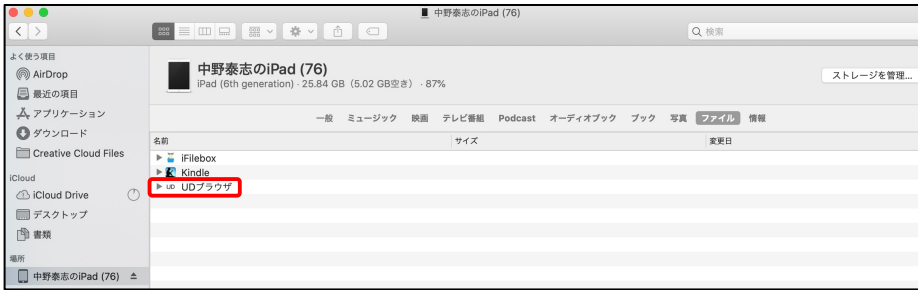 中野泰志のiPad (76)
検索
よく使う項目
AirDrop
最近の項目
アプリケーション
ダウンロード
Creative Cloud Files
iCloud
iCloud Drive
デスクトップ
書類
場所
中野泰志のiPad (76)
中野泰志のiPad (76)
iPad (6th generation) · 25.84 GB（5.02 GB空き） · 87%
ストレージを管理...
一般 ミュージック 映画 テレビ番組 Podcast オーディオブック ブック 写真 ファイル 情報
名前 サイズ 変更日
iFilebox
Kindle
UD UDブラウザ